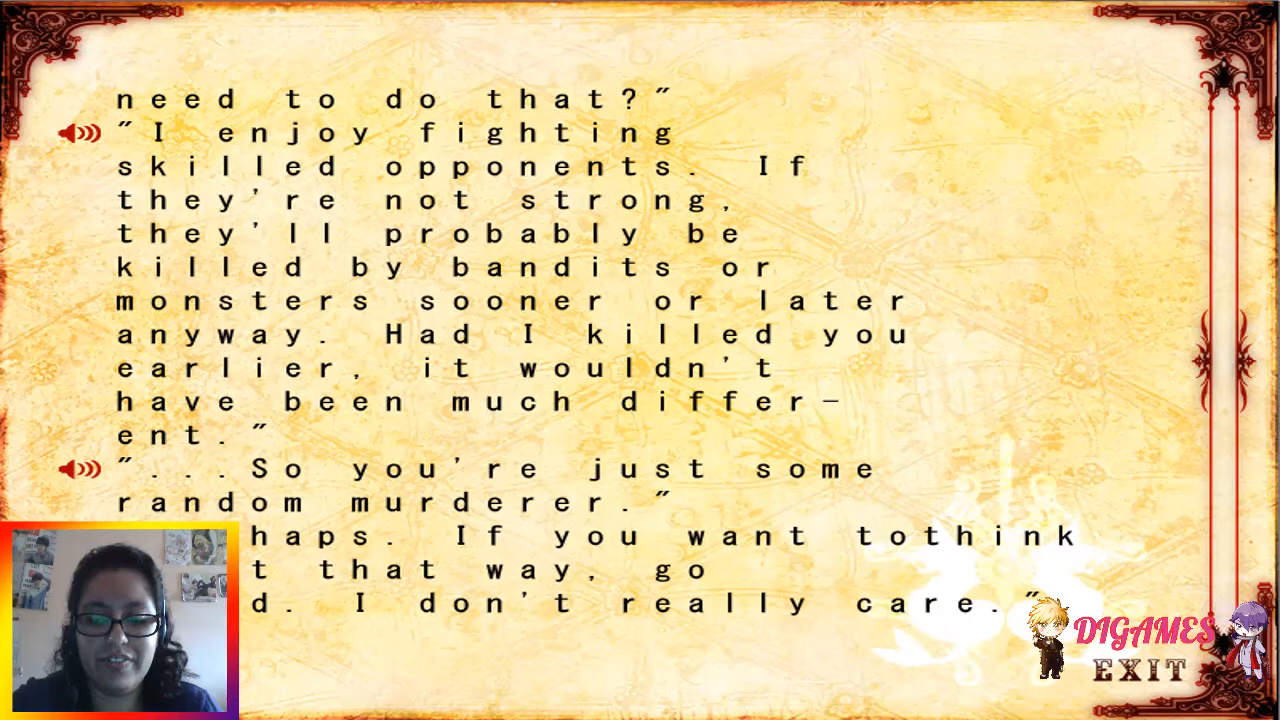 need to do that?"
"I enjoy fighting
skilled opponents. If
they're not strong,
they'll probably be
killed by bandits or
monsters sooner or later
anyway. Had I killed you
earlier, it wouldn't
have been much differ-
ent."
"...So you're just some
random murderer."
haps. If you want tothink
t that way, go
d. I don't really care."
DIGAMES
EXIT